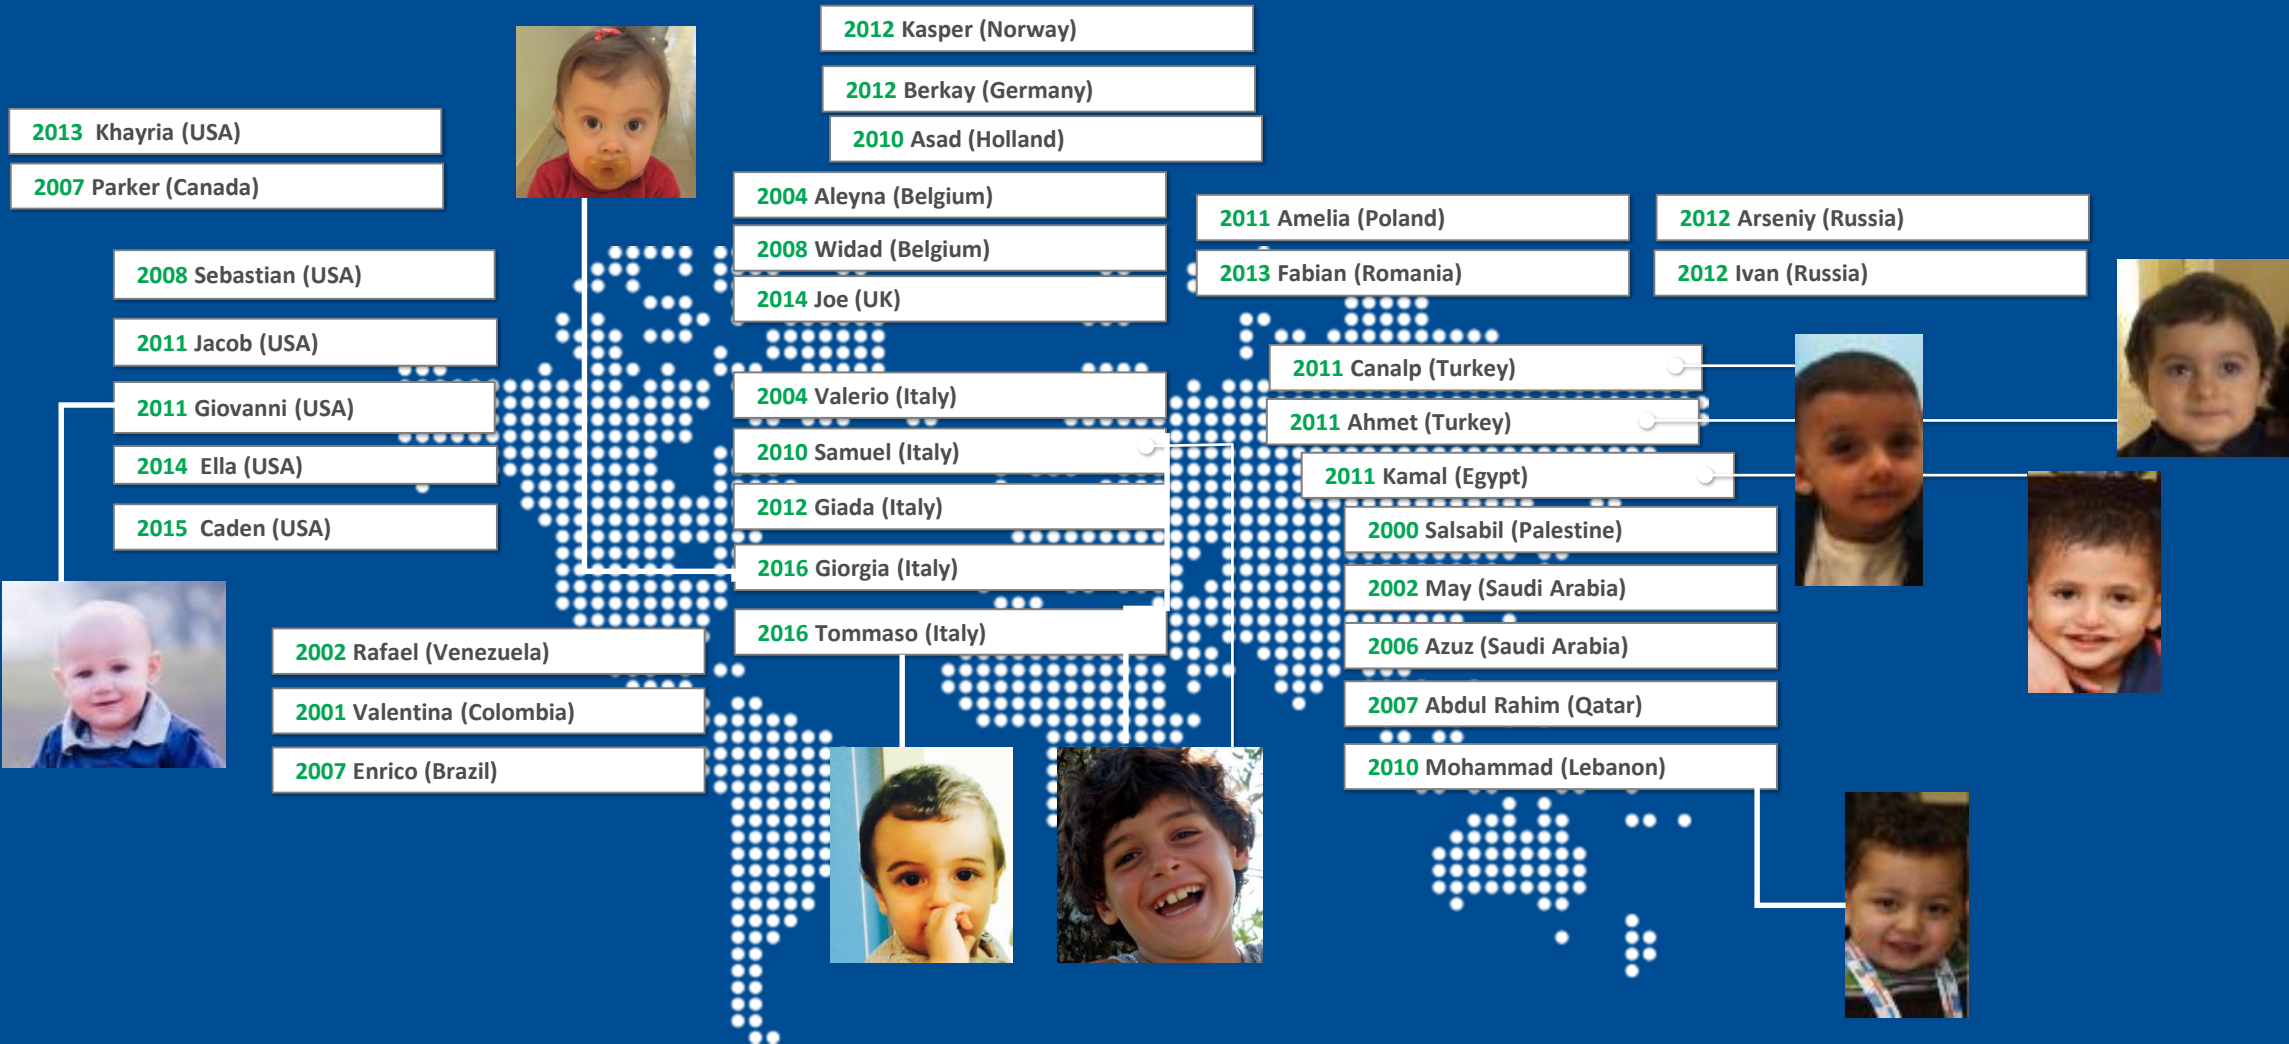 2012 Kasper (Norway)
2012 Berkay (Germany)
2010 Asad (Holland)
2013 Khayria (USA)
2007 Parker (Canada)
2004 Aleyna (Belgium)
2008 Widad (Belgium)
2014 Joe (UK)
2011 Amelia (Poland)
2013 Fabian (Romania)
2012 Arseniy (Russia)
2012 Ivan (Russia)
2008 Sebastian (USA)
2011 Jacob (USA)
2011 Giovanni (USA)
2014 Ella (USA)
2015 Caden (USA)
2004 Valerio (Italy)
2010 Samuel (Italy)
2012 Giada (Italy)
2016 Giorgia (Italy)
2016 Tommaso (Italy)
2011 Canalp (Turkey)
2011 Ahmet (Turkey)
2011 Kamal (Egypt)
2000 Salsabil (Palestine)
2002 May (Saudi Arabia)
2006 Azuz (Saudi Arabia)
2007 Abdul Rahim (Qatar)
2010 Mohammad (Lebanon)
2002 Rafael (Venezuela)
2001 Valentina (Colombia)
2007 Enrico (Brazil)